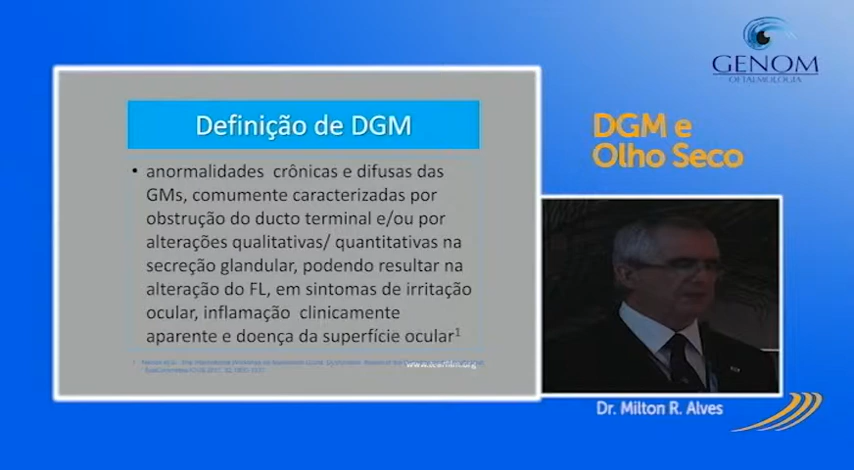 GENOM
OFTALMOLOGIA
DGM e
Olho Seco
Definição de DGM
• anormalidades crônicas e difusas das
GMs, comumente caracterizadas por
obstrução do ducto terminal e/ou por
alterações qualitativas/ quantitativas na
secreção glandular, podendo resultar na
alteração do FL, em sintomas de irritação
ocular, inflamação clinicamente
aparente e doença da superfície ocular¹
Dr. Milton R. Alves